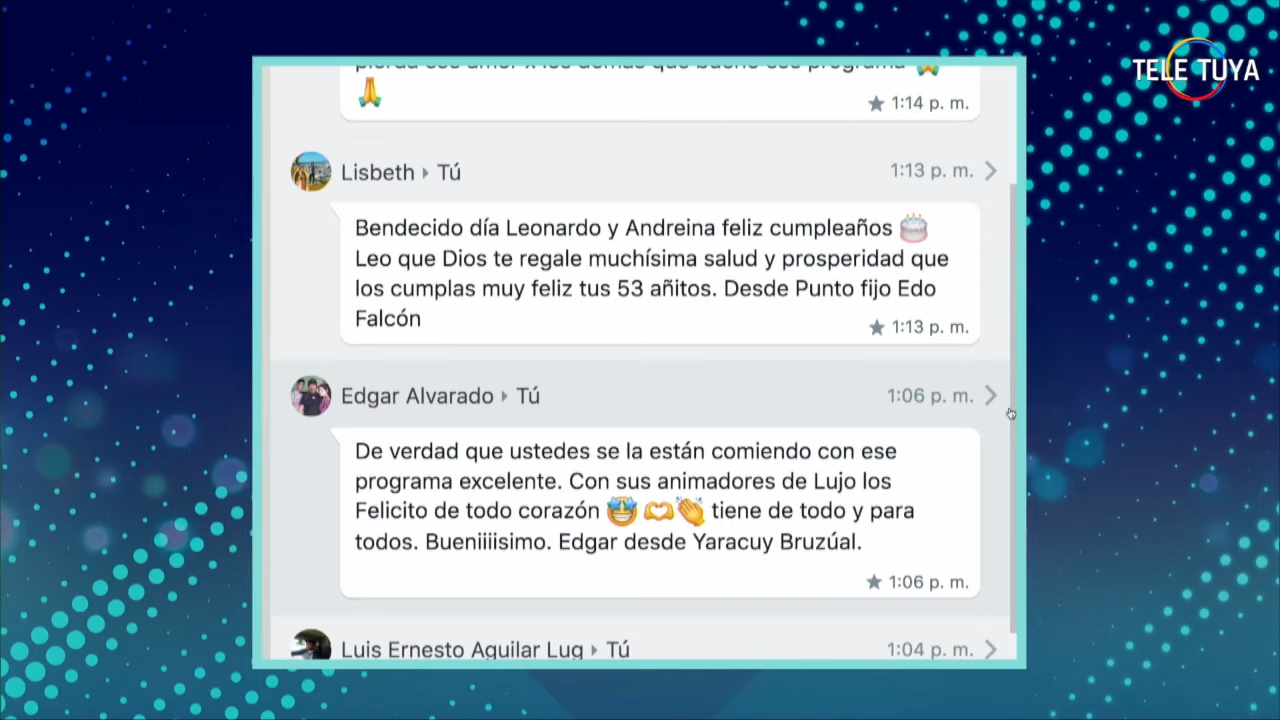 TELE TUYA
1:14 p. m.
Lisbeth Tú
1:13 p. m.
Bendecido día Leonardo y Andreina feliz cumpleaños 🎂
Leo que Dios te regale muchísima salud y prosperidad que
los cumplas muy feliz tus 53 añitos. Desde Punto fijo Edo
Falcón
1:13 p. m.
Edgar Alvarado Tú
1:06 p. m.
De verdad que ustedes se la están comiendo con ese
programa excelente. Con sus animadores de Lujo los
Felicito de todo corazón 🤩🫶👏 tiene de todo y para
todos. Bueniiiisimo. Edgar desde Yaracuy Bruzúal.
1:06 p. m.
Luis Ernesto Aguilar Lug Tú
1:04 p. m.